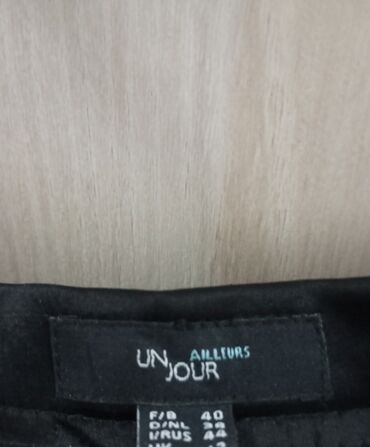 UN AILLEURS
JOUR
F/B 40
D/NL 38
I/RUS 44